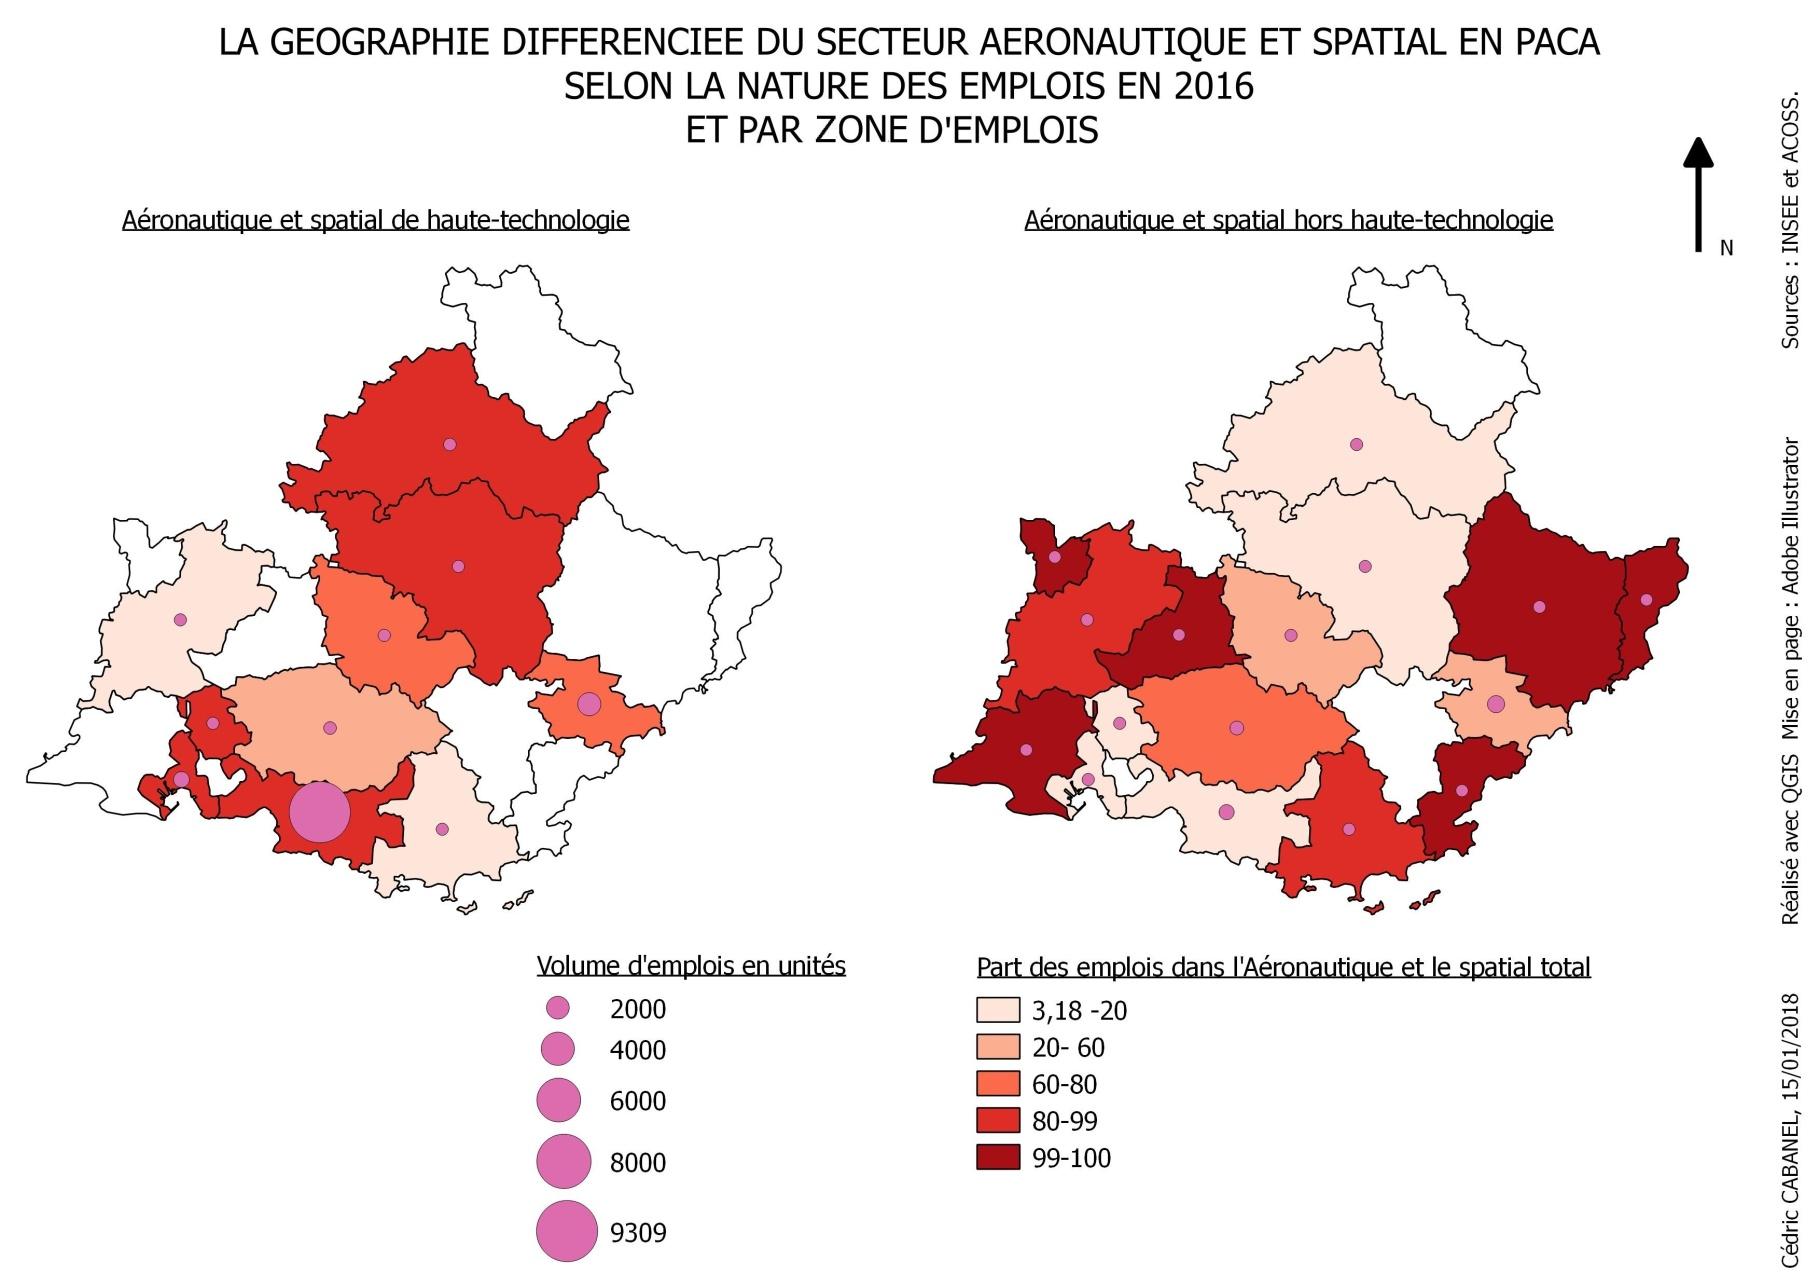 LA GEOGRAPHIE DIFFERENCIEE DU SECTEUR AERONAUTIQUE ET SPATIAL EN PACA
SELON LA NATURE DES EMPLOIS EN 2016
ET PAR ZONE D'EMPLOIS
Aéronautique et spatial de haute-technologie
Aéronautique et spatial hors haute-technologie
N
Volume d'emplois en unités
2000
4000
6000
8000
9309
Part des emplois dans l'Aéronautique et le spatial total
3,18 -20
20- 60
60-80
80-99
99-100
Cédric CABANEL, 15/01/2018 Réalisé avec QGIS Mise en page : Adobe Illustrator Sources : INSEE et ACOSS.